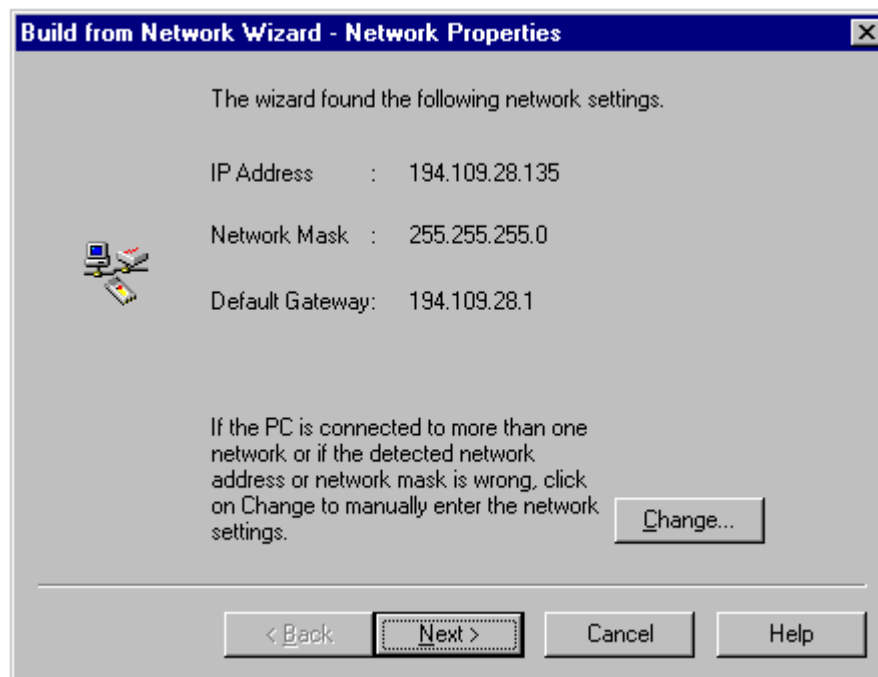 Build from Network Wizard - Network Properties
The wizard found the following network settings.
IP Address : 194.109.28.135
Network Mask : 255.255.255.0
Default Gateway: 194.109.28.1
If the PC is connected to more than one
network or if the detected network
address or network mask is wrong, click
on Change to manually enter the network
settings.
Change...
< Back Next > Cancel Help